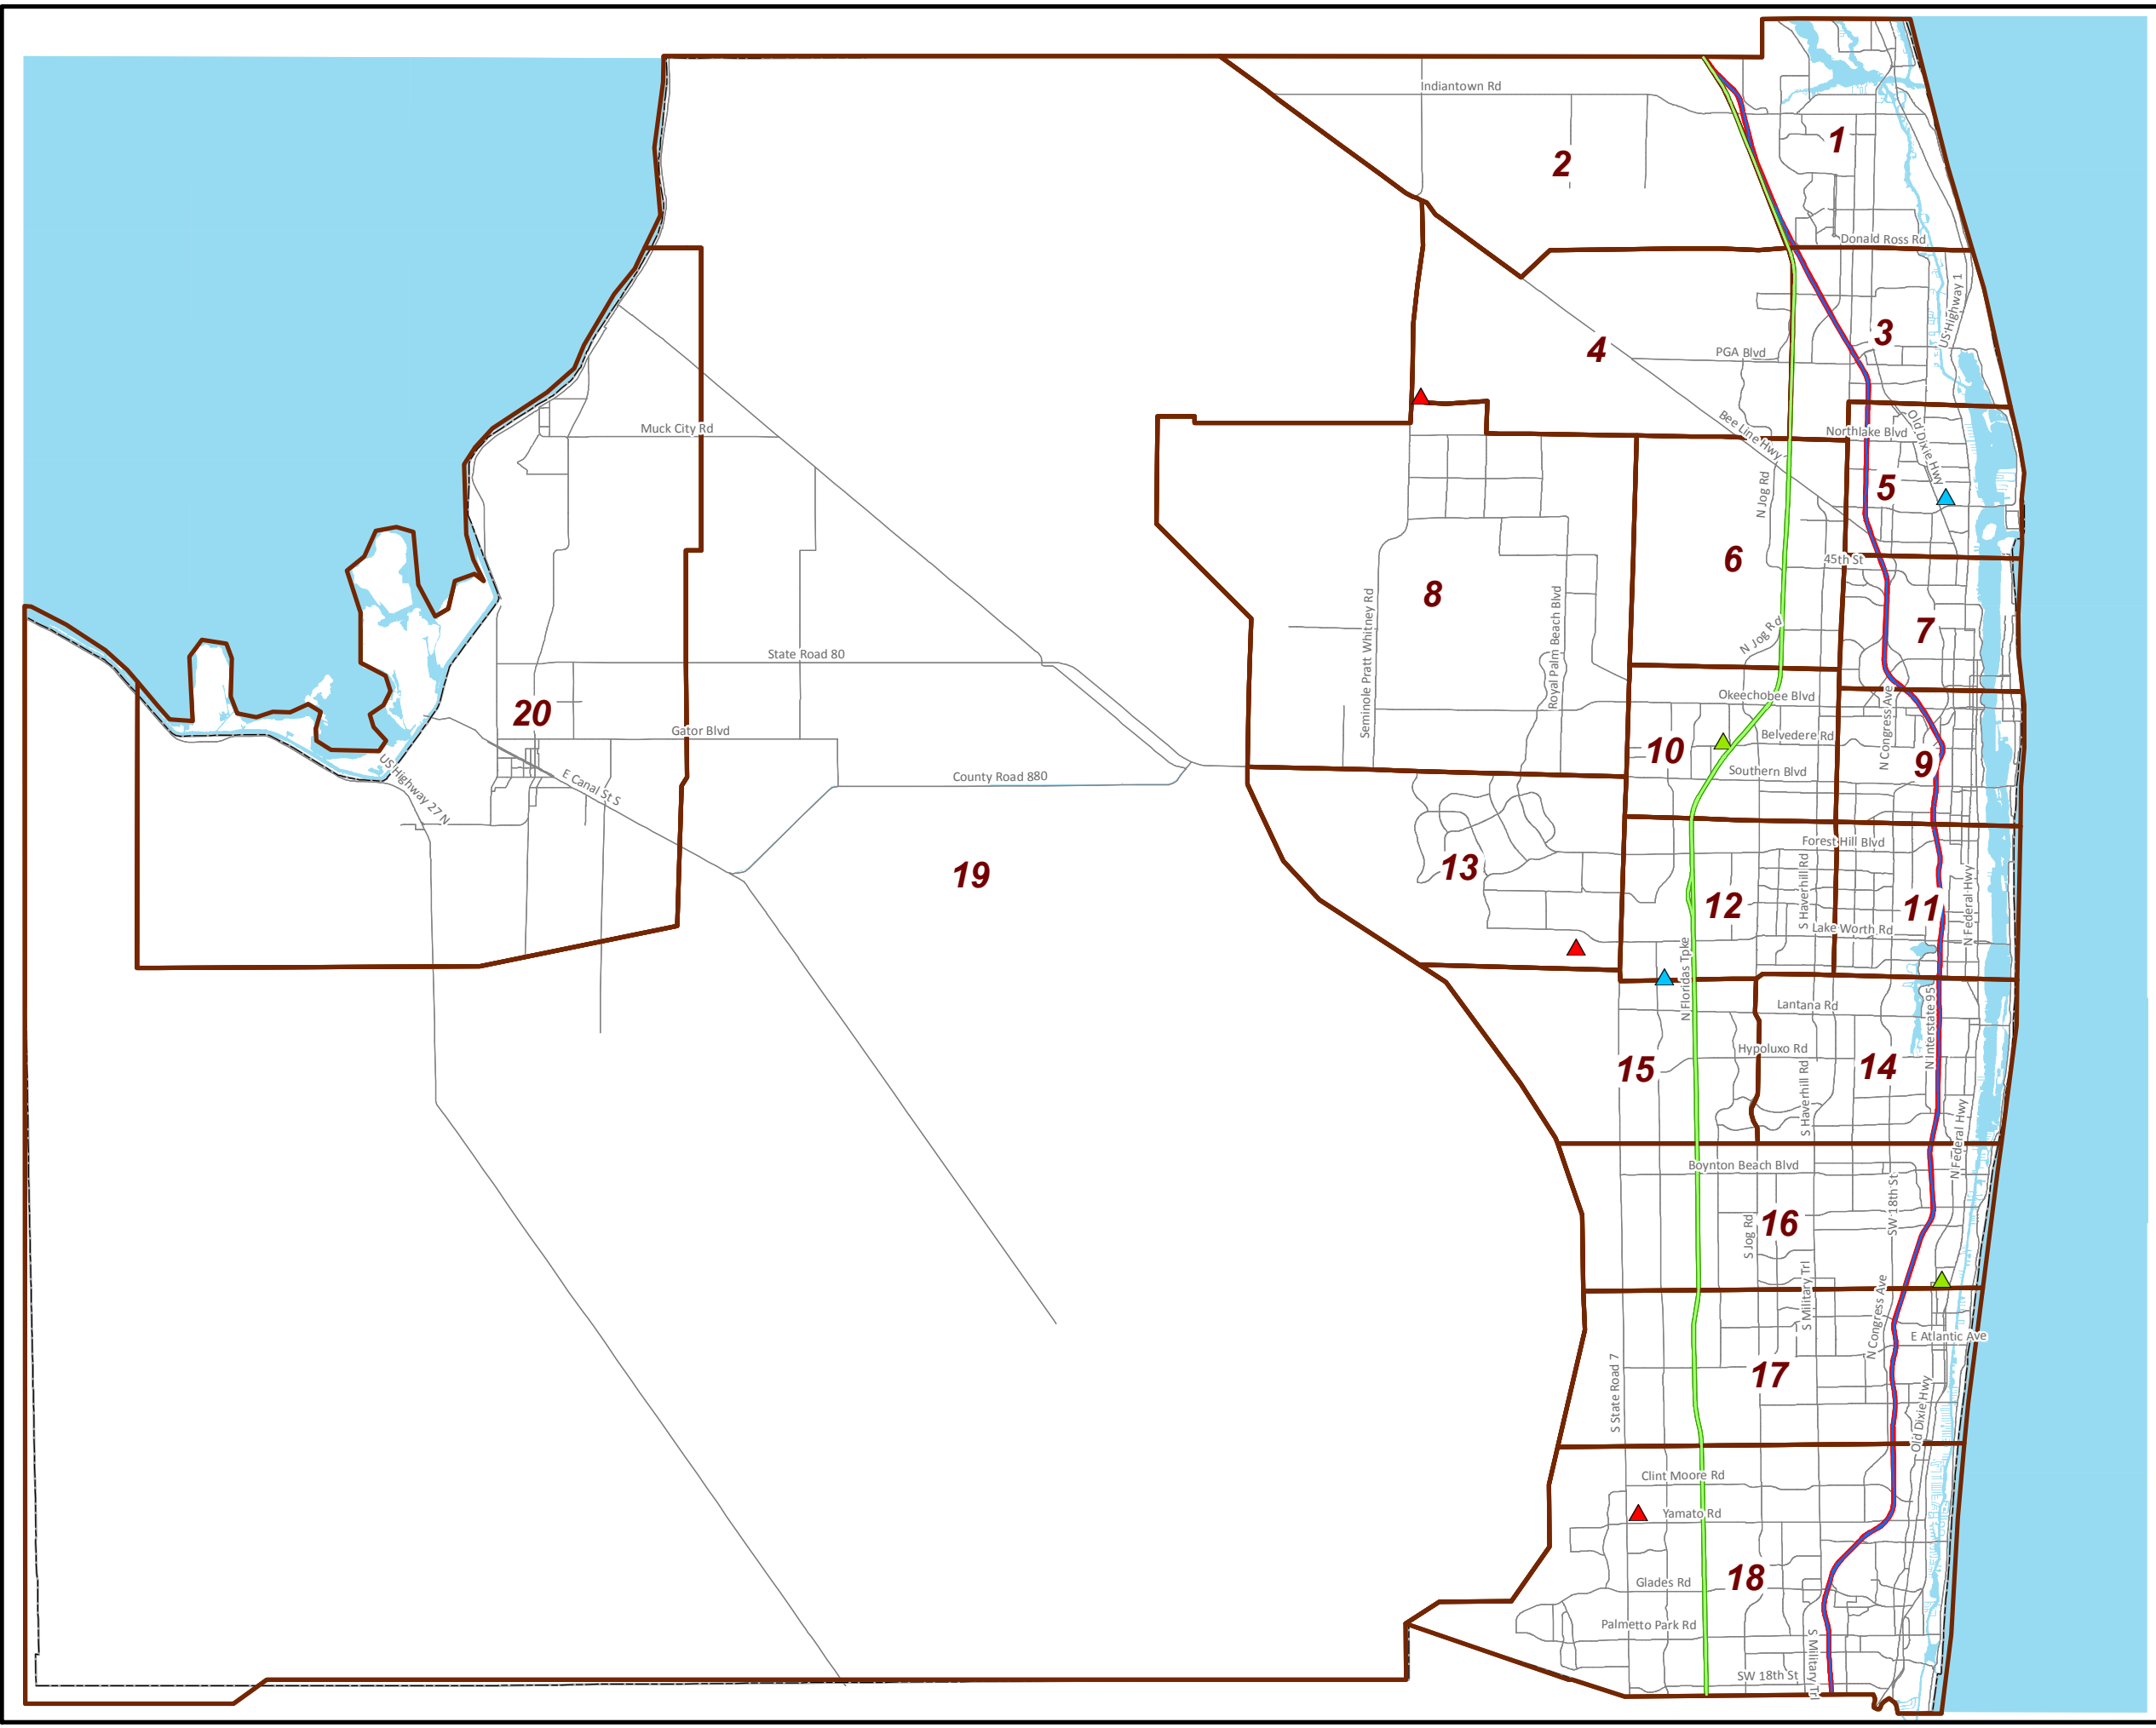 Indiantown Rd
1
2
Donald Ross Rd
US Highway 1
3
4
PGA Blvd
Bee Line Hwy
Old Dixie Hwy
Northlake Blvd
Muck City Rd
5
N Jog Rd
6
45th St
8
Seminole Pratt Whitney Rd
Royal Palm Beach Blvd
7
N Jog Rd
State Road 80
Okeechobee Blvd
N Congress Ave
20
Gator Blvd
10
Belvedere Rd
9
Southern Blvd
US Highway 27 N
E Canal St S
County Road 880
Forest Hill Blvd
13
19
S Haverhill Rd
12
11
N Federal Hwy
Lake Worth Rd
N Floridas Tpke
Lantana Rd
N Interstate 95
Hypoluxo Rd
15
14
S Haverhill Rd
N Federal Hwy
Boynton Beach Blvd
SW 18th St
16
S Jog Rd
S Military Trl
N Congress Ave
E Atlantic Ave
17
S State Road 7
Old Dixie Hwy
Clint Moore Rd
Yamato Rd
18
Glades Rd
Palmetto Park Rd
S Military Trl
SW 18th St